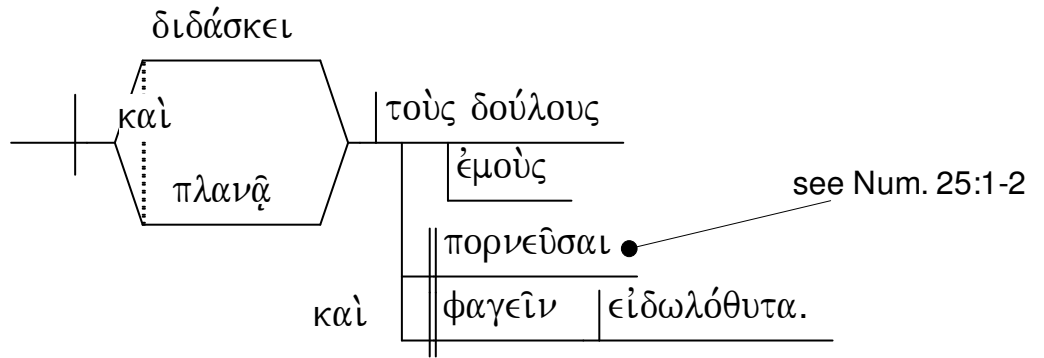 διδάσκει
καὶ
πλανᾷ
τοὺς δούλους
ἐμοὺς
see Num. 25:1-2
πορνεῦσαι
καὶ
φαγεῖν εἰδωλόθυτα.